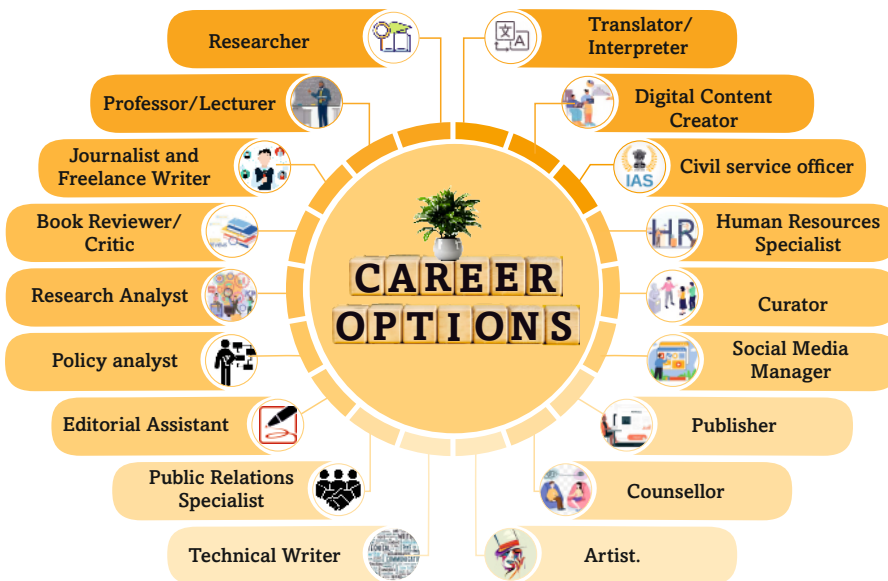 Researcher
Professor/Lecturer
Journalist and
Freelance Writer
Book Reviewer/
Critic
Research Analyst
Policy analyst
Editorial Assistant
Public Relations
Specialist
Technical Writer
CAREER
OPTIONS
Translator/
Interpreter
Digital Content
Creator
Civil service officer
IAS
Human Resources
Specialist
HR
Curator
Social Media
Manager
Publisher
Counsellor
Artist.